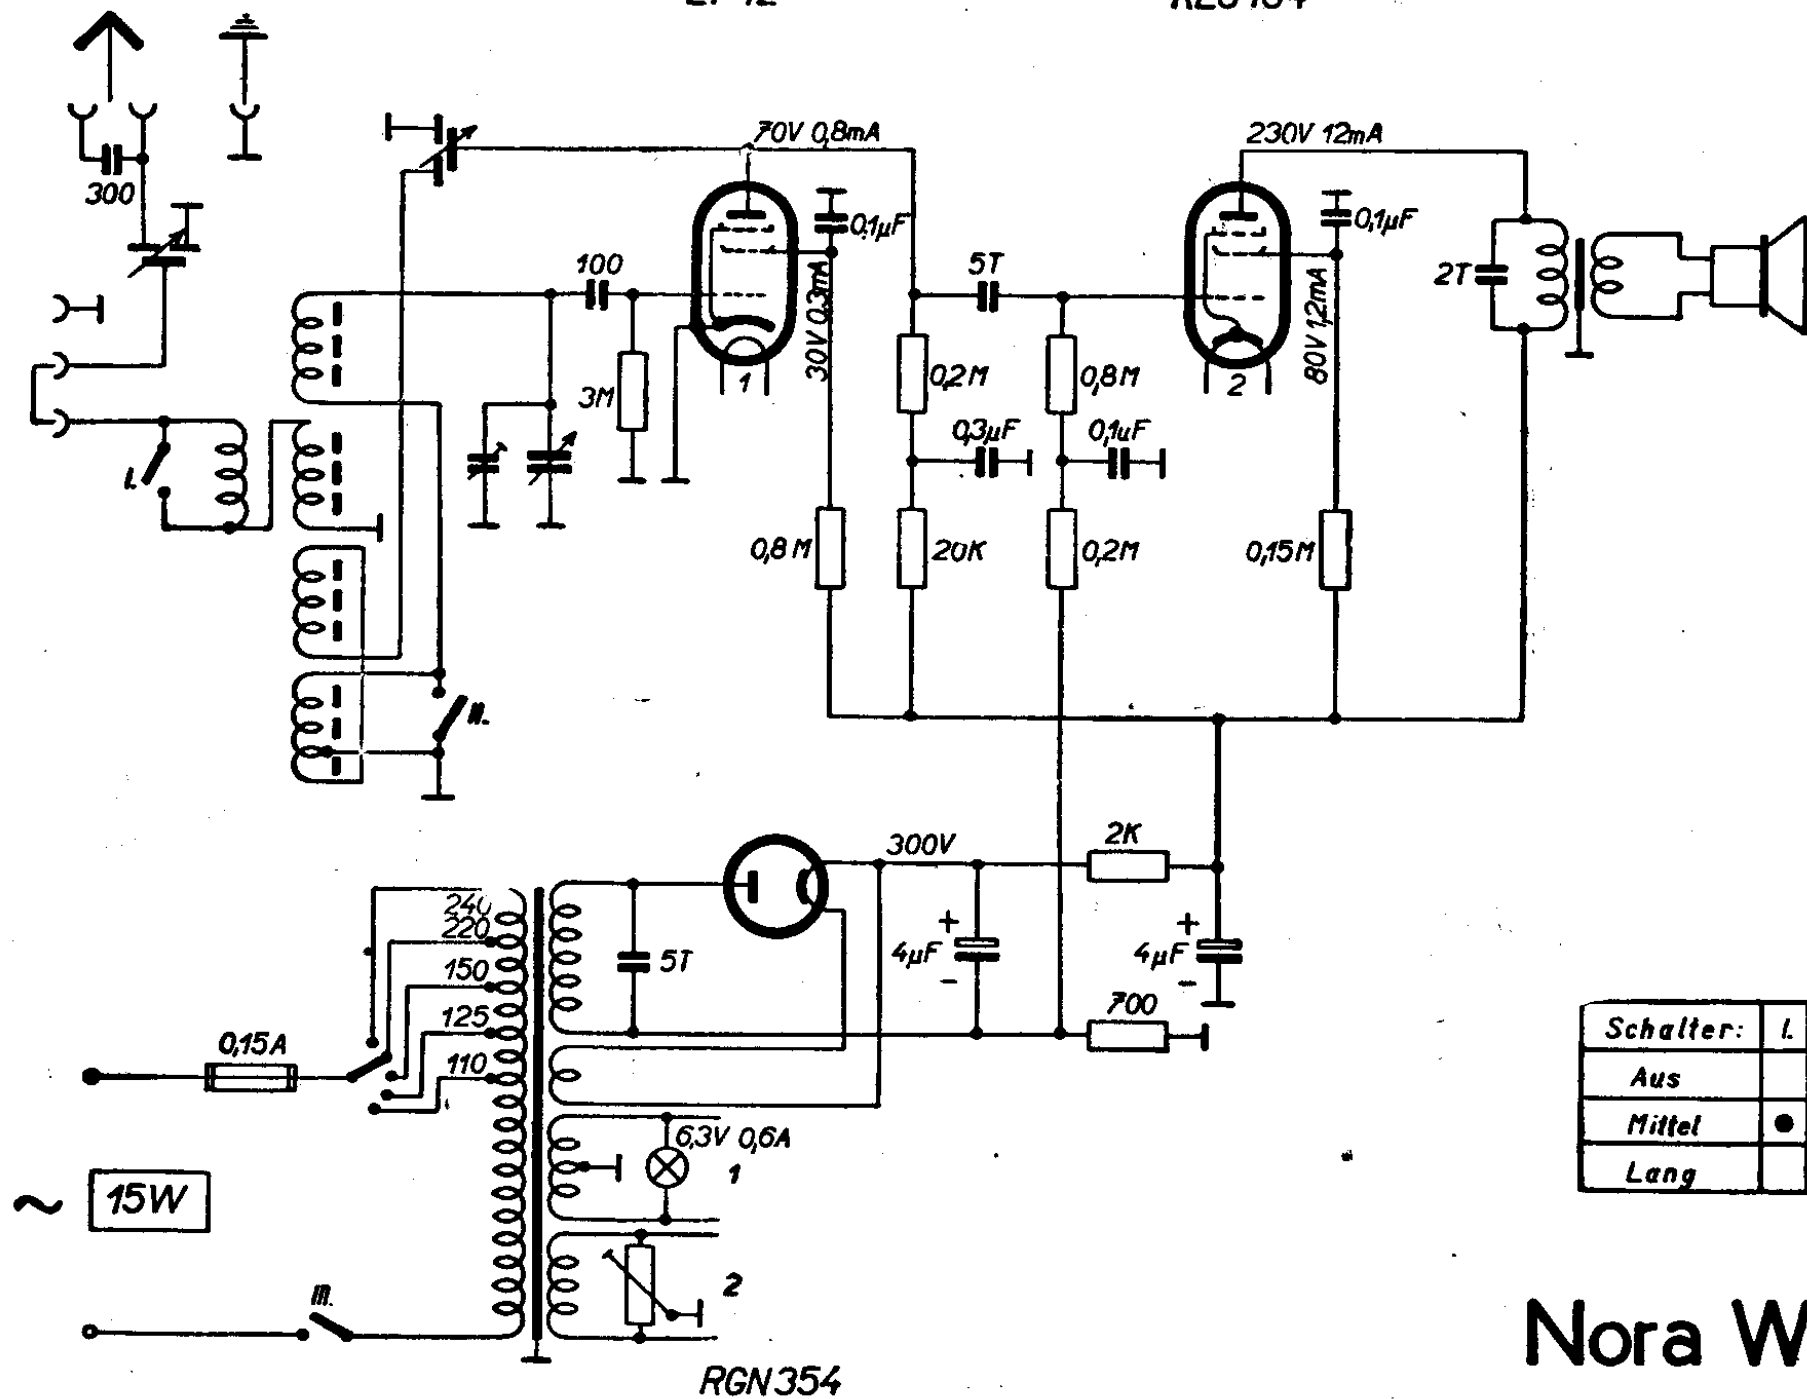 300
70V 0,8mA
230V 12mA
0,1µF
0,1µF
100
5T
2T
30V 0,3mA
80V 1,2mA
1
2
3M
0,2M
0,8M
0,3µF
0,1uF
I.
0,8M
20K
0,2M
0,15M
II.
300V
2K
240
220
150
125
110
5T
+
4µF
-
+
4µF
-
700
0,15A
6,3V 0,6A
1
~ 15W
2
III.
RGN354
Schalter: I.
Aus
Mittel ●
Lang
Nora W